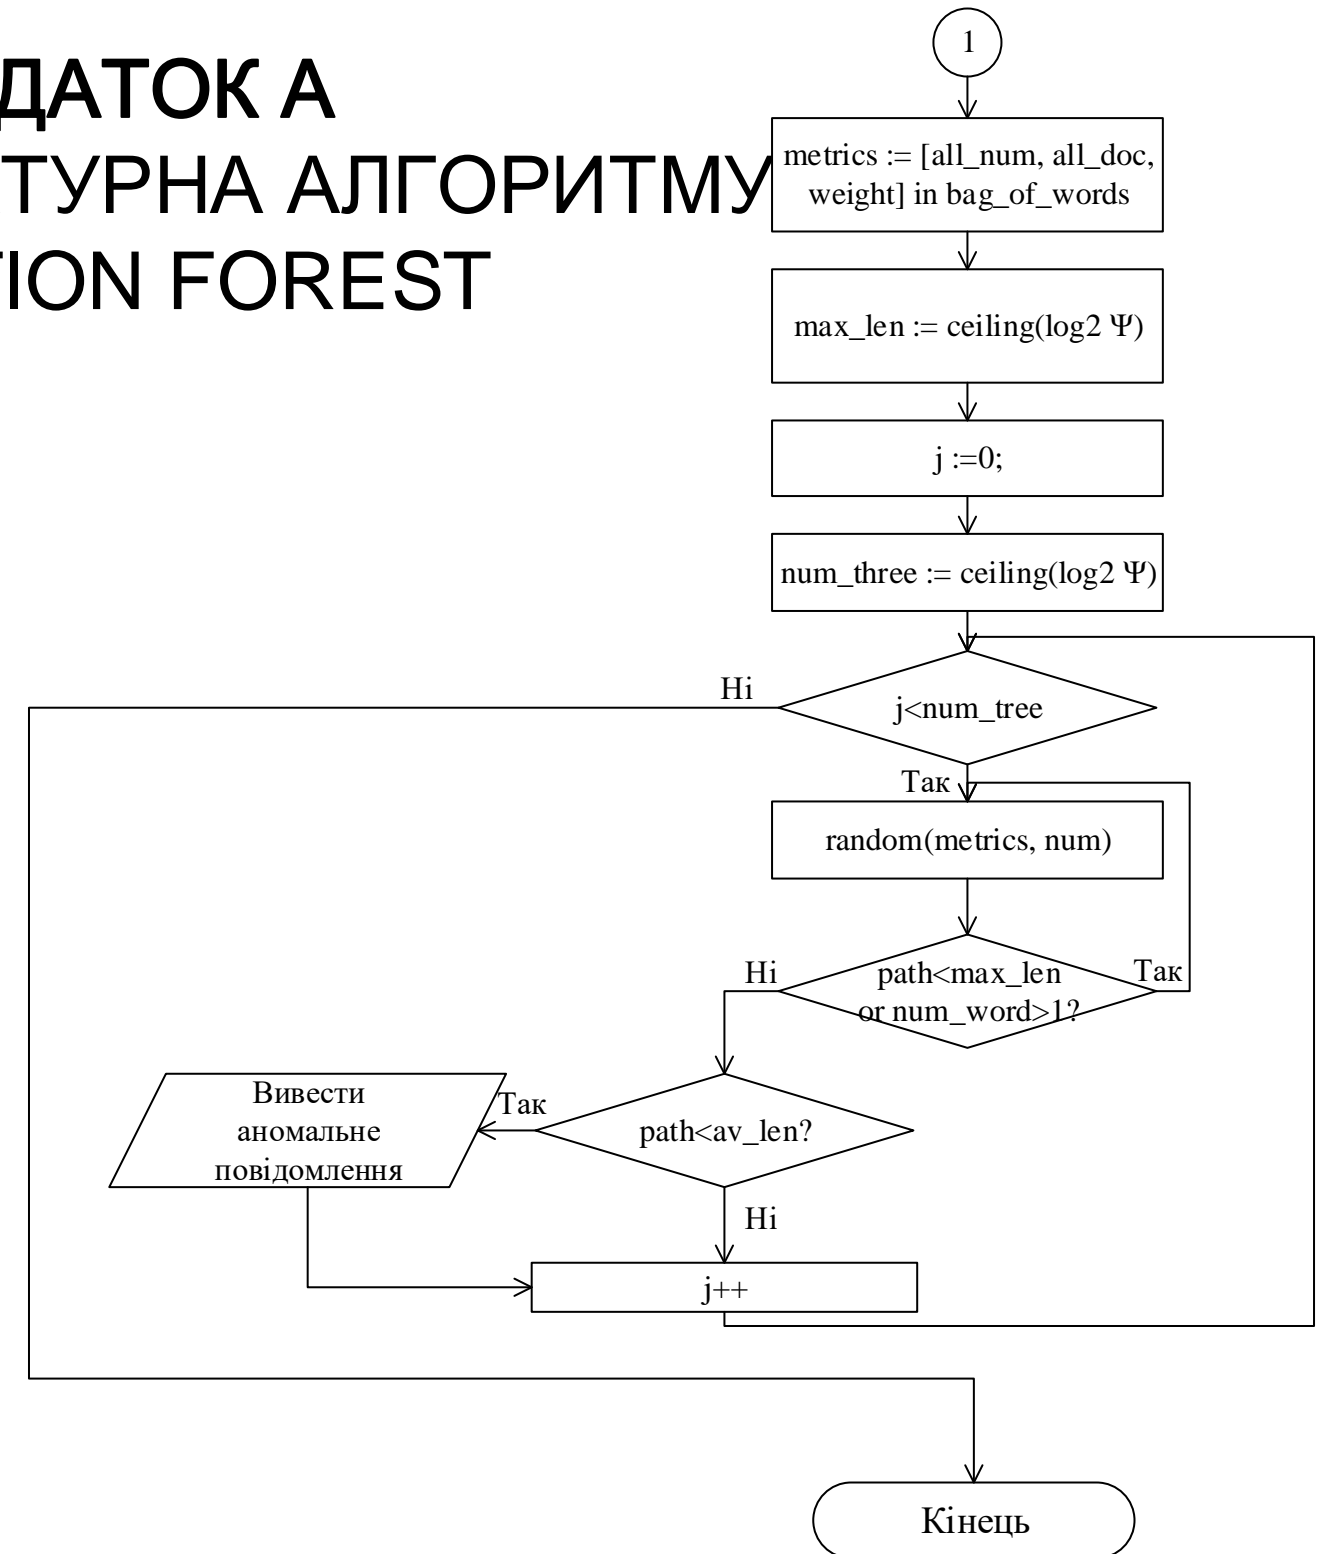 ДАТОК А
ТУРНА АЛГОРИТМУ
TION FOREST
1
metrics := [all_num, all_doc,
weight] in bag_of_words
max_len := ceiling(log2 Ψ)
j :=0;
num_three := ceiling(log2 Ψ)
Ні
j<num_tree
Так
random(metrics, num)
Ні
path<max_len
or num_word>1?
Так
Вивести
аномальне
повідомлення
Так
path<av_len?
Ні
j++
Кінець